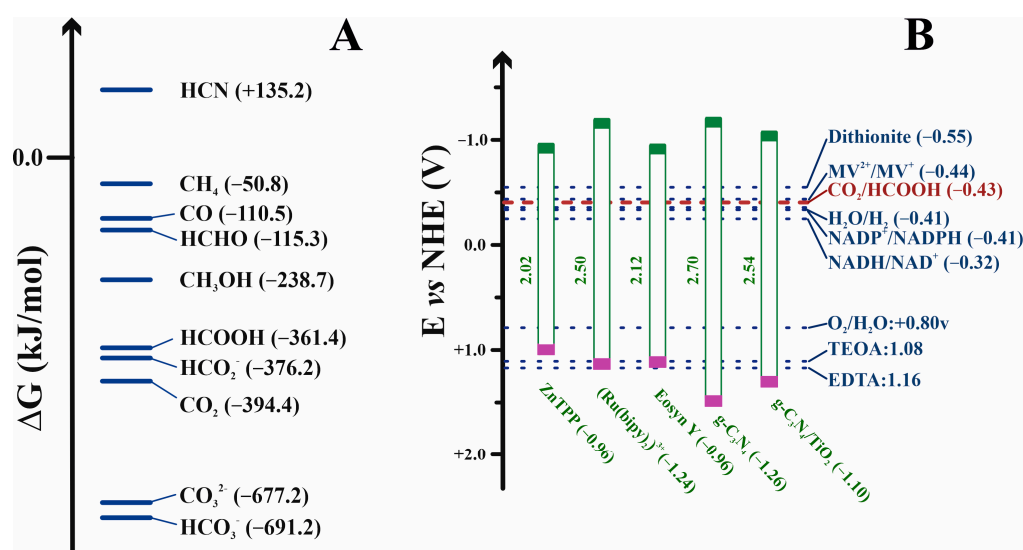 A
ΔG (kJ/mol)
0.0
HCN (+135.2)
CH₄ (−50.8)
CO (−110.5)
HCHO (−115.3)
CH₃OH (−238.7)
HCOOH (−361.4)
HCO₂⁻ (−376.2)
CO₂ (−394.4)
CO₃²⁻ (−677.2)
HCO₃⁻ (−691.2)
B
E vs NHE (V)
−1.0
0.0
+1.0
+2.0
2.02
2.50
2.12
2.70
2.54
Dithionite (−0.55)
MV²⁺/MV⁺ (−0.44)
CO₂/HCOOH (−0.43)
H₂O/H₂ (−0.41)
NADP⁺/NADPH (−0.41)
NADH/NAD⁺ (−0.32)
O₂/H₂O:+0.80v
TEOA:1.08
EDTA:1.16
ZnTPP (−0.96)
(Ru(bipy)₂)³⁺ (−1.24)
Eosyn Y (−0.96)
g-C₃N₄ (−1.26)
g-C₃N₄/TiO₂ (−1.10)